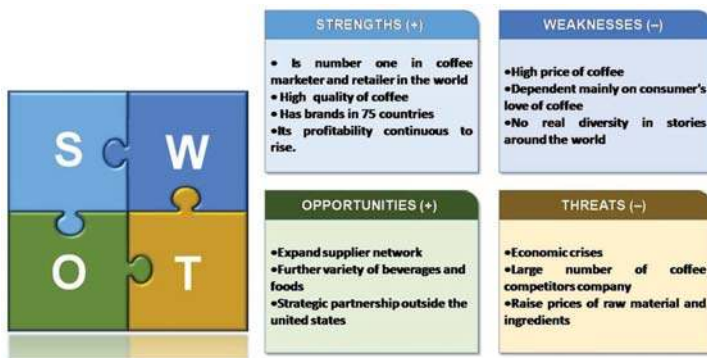 S W
O T
STRENGTHS (+)
• Is number one in coffee
marketer and retailer in the world
• High quality of coffee
• Has brands in 75 countries
•Its profitability continuous to
rise.
WEAKNESSES (–)
•High price of coffee
•Dependent mainly on consumer's
love of coffee
•No real diversity in stories
around the world
OPPORTUNITIES (+)
•Expand supplier network
•Further variety of beverages and
foods
•Strategic partnership outside the
united states
THREATS (–)
•Economic crises
•Large number of coffee
competitors company
•Raise prices of raw material and
ingredients